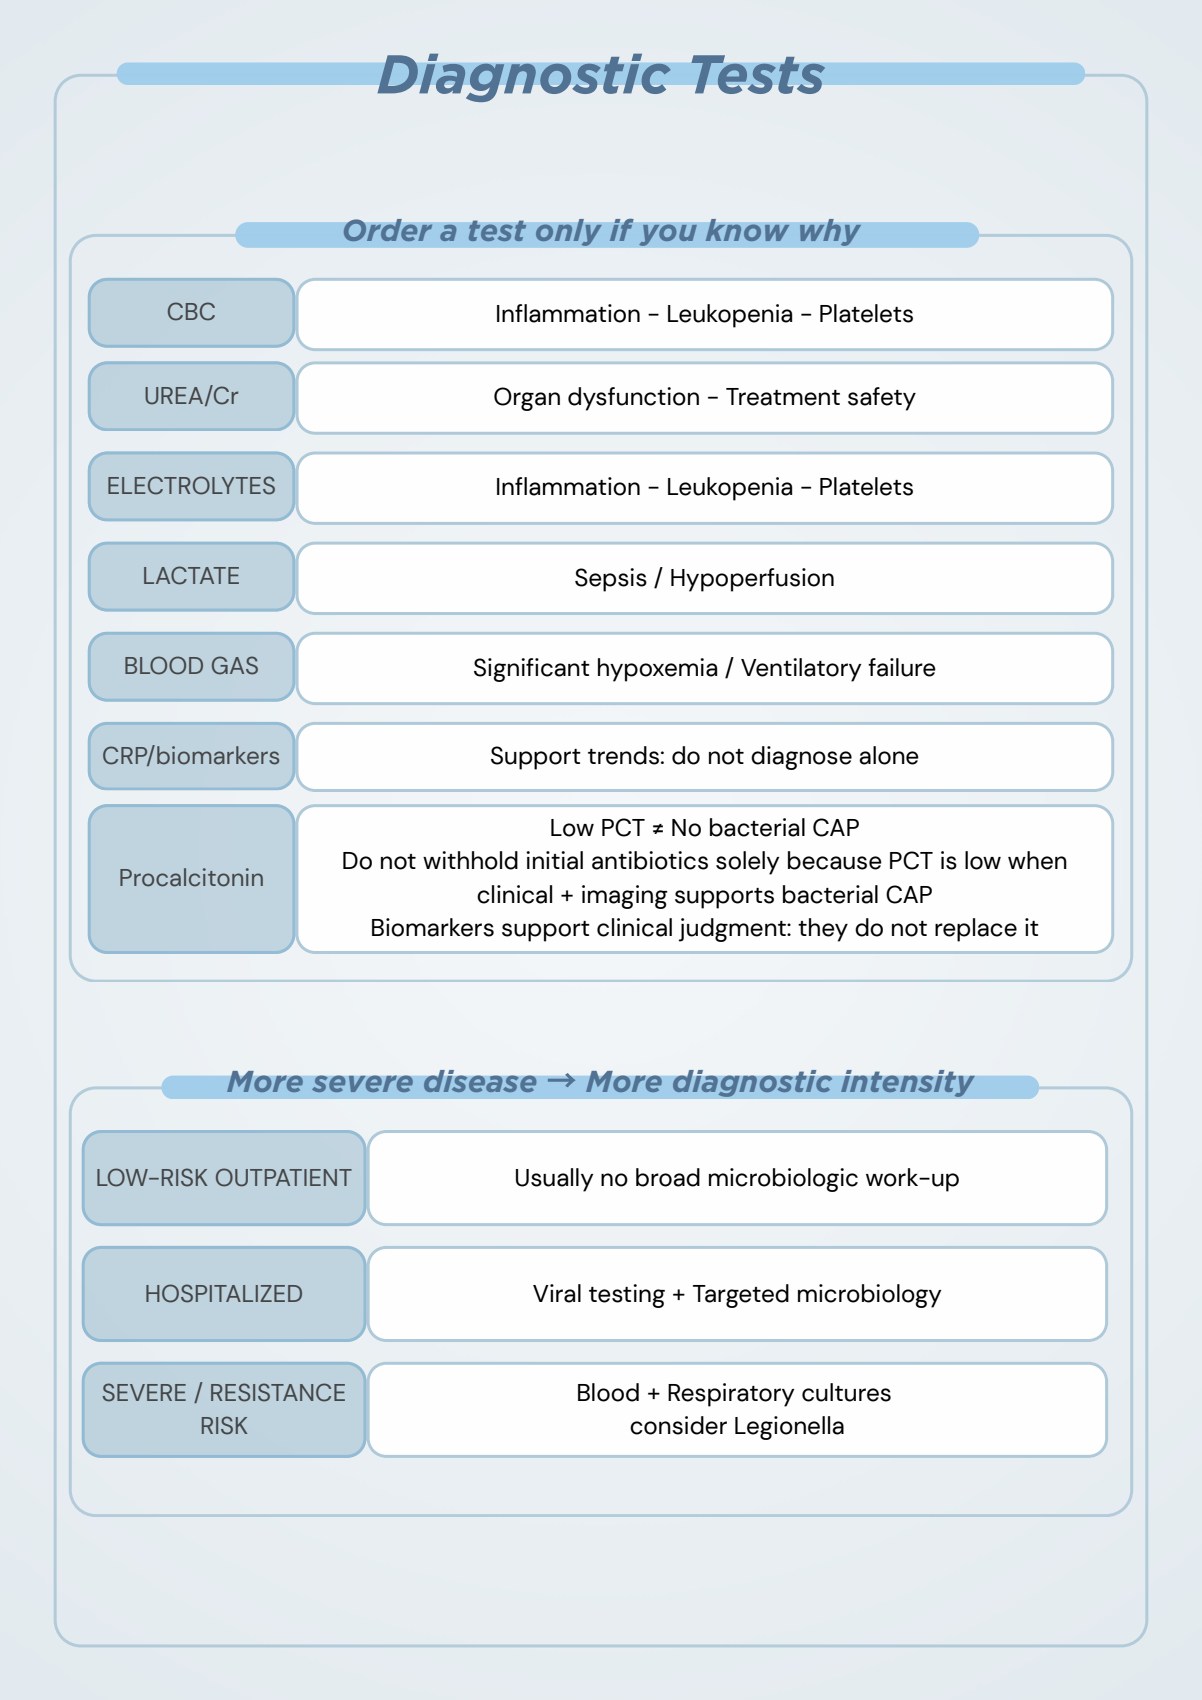 Diagnostic Tests
Order a test only if you know why
CBC
Inflammation - Leukopenia - Platelets
UREA/Cr
Organ dysfunction - Treatment safety
ELECTROLYTES
Inflammation - Leukopenia - Platelets
LACTATE
Sepsis / Hypoperfusion
BLOOD GAS
Significant hypoxemia / Ventilatory failure
CRP/biomarkers
Support trends: do not diagnose alone
Procalcitonin
Low PCT ≠ No bacterial CAP
Do not withhold initial antibiotics solely because PCT is low when
clinical + imaging supports bacterial CAP
Biomarkers support clinical judgment: they do not replace it
More severe disease → More diagnostic intensity
LOW-RISK OUTPATIENT
Usually no broad microbiologic work-up
HOSPITALIZED
Viral testing + Targeted microbiology
SEVERE / RESISTANCE
RISK
Blood + Respiratory cultures
consider Legionella